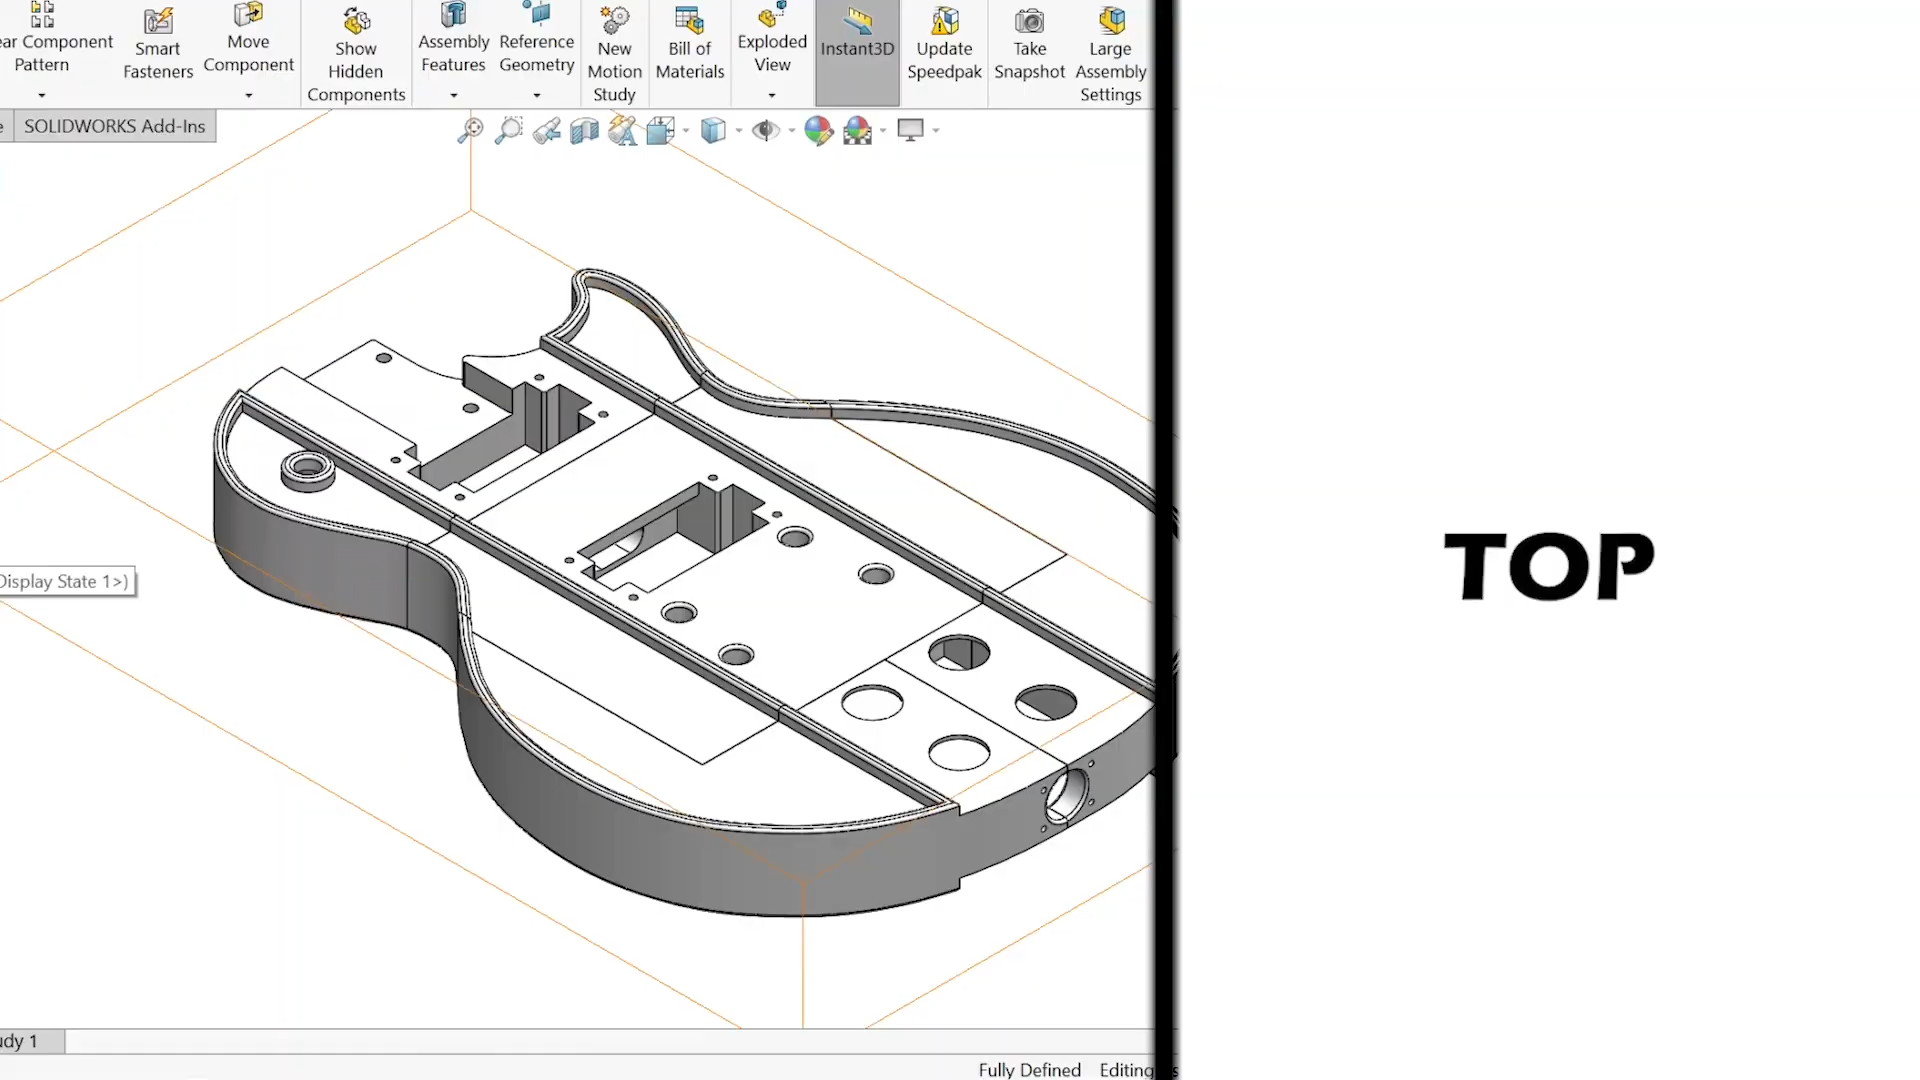 ear Component
Pattern
Smart
Fasteners
Move
Component
Show
Hidden
Components
Assembly
Features
Reference
Geometry
New
Motion
Study
Bill of
Materials
Exploded
View
Instant3D
Update
Speedpak
Take
Snapshot
Large
Assembly
Settings
e
SOLIDWORKS Add-Ins
Display State 1>)
TOP
udy 1
Fully Defined
Editing